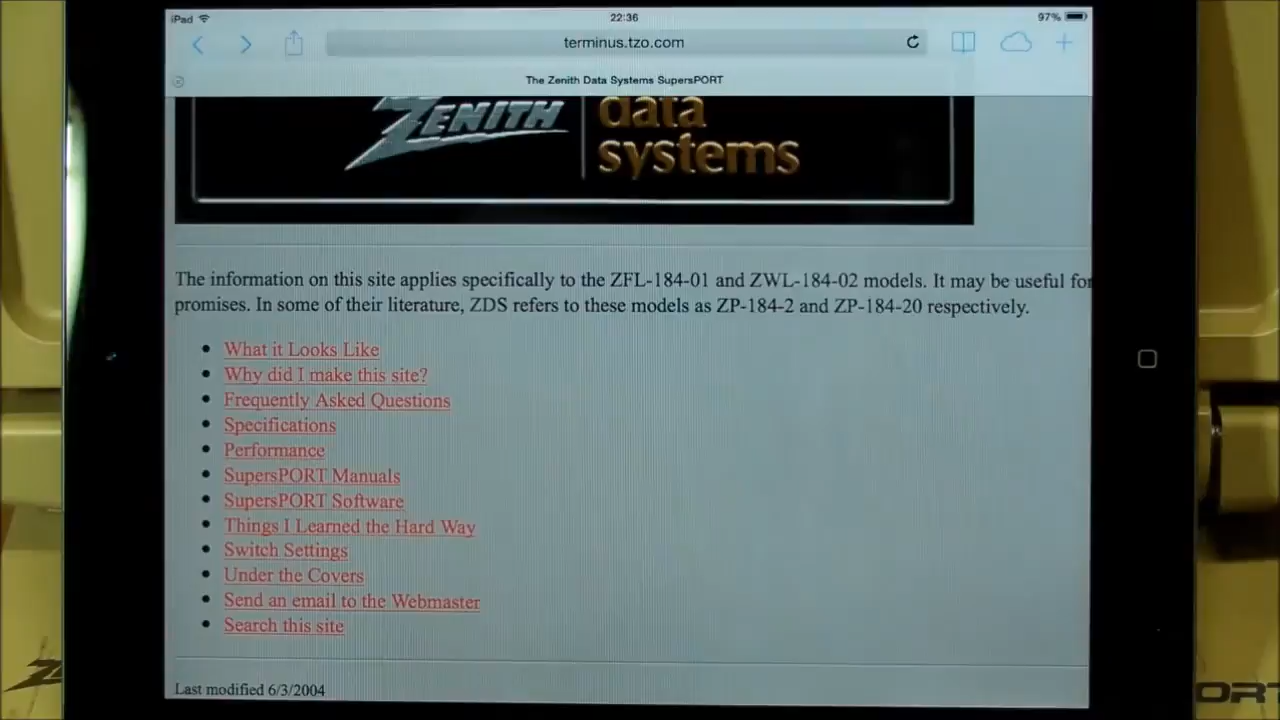 iPad 22:36 97%
terminus.tzo.com
The Zenith Data Systems SupersPORT
ZENITH data systems
The information on this site applies specifically to the ZFL-184-01 and ZWL-184-02 models. It may be useful for
promises. In some of their literature, ZDS refers to these models as ZP-184-2 and ZP-184-20 respectively.
What it Looks Like
Why did I make this site?
Frequently Asked Questions
Specifications
Performance
SupersPORT Manuals
SupersPORT Software
Things I Learned the Hard Way
Switch Settings
Under the Covers
Send an email to the Webmaster
Search this site
Last modified 6/3/2004
ORT